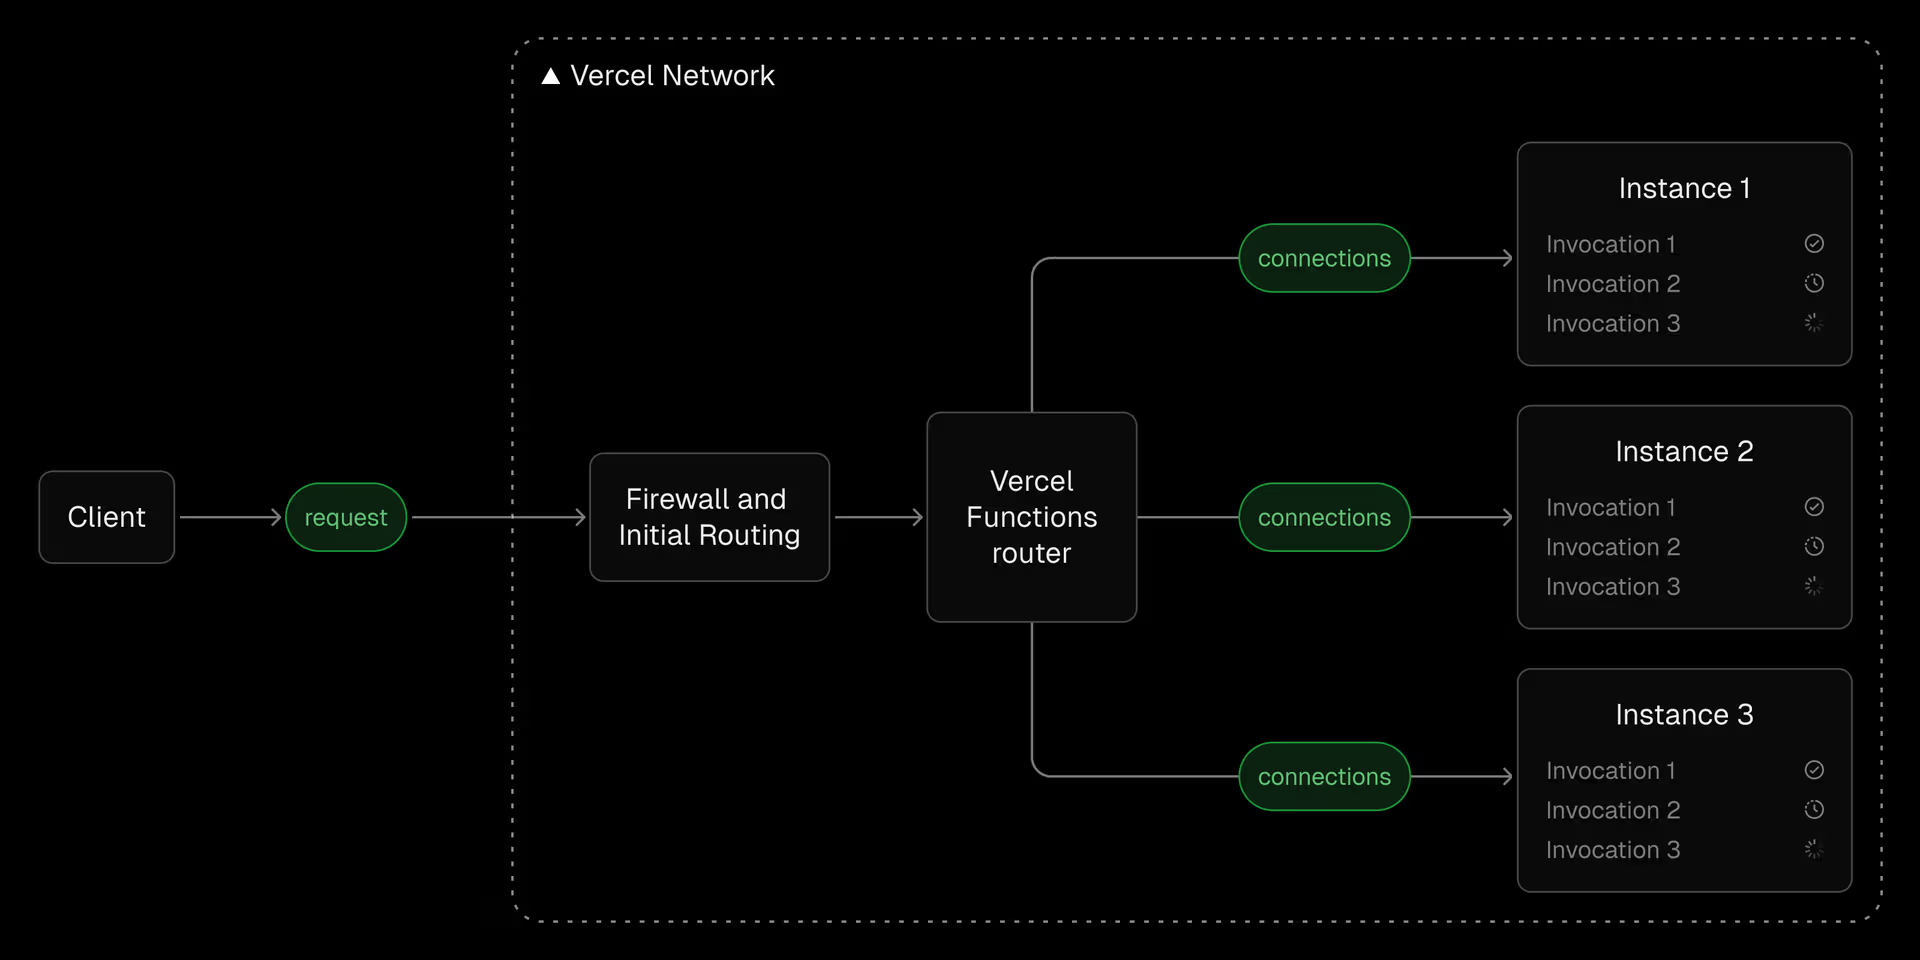 Vercel Network
Client
request
Firewall and
Initial Routing
Vercel
Functions
router
connections
connections
connections
Instance 1
Invocation 1
Invocation 2
Invocation 3
Instance 2
Invocation 1
Invocation 2
Invocation 3
Instance 3
Invocation 1
Invocation 2
Invocation 3